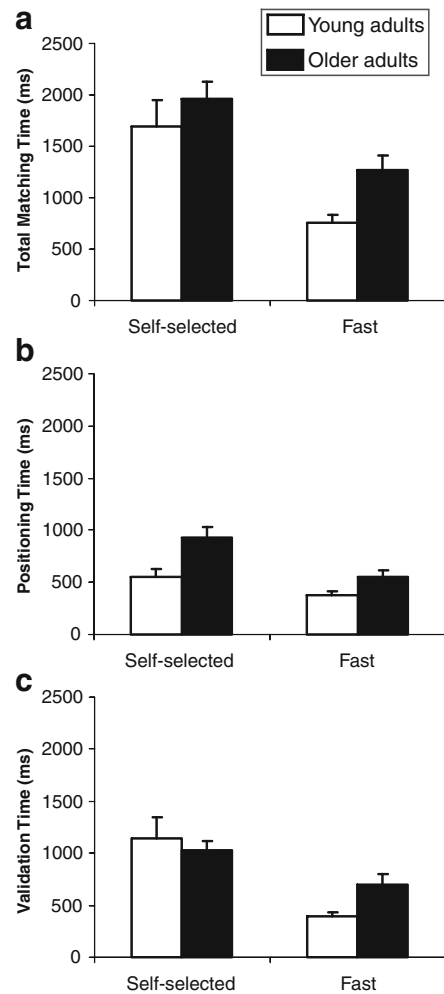 a
Young adults
Older adults
Total Matching Time (ms)
2500
2000
1500
1000
500
0
Self-selected Fast
b
Positioning Time (ms)
2500
2000
1500
1000
500
0
Self-selected Fast
c
Validation Time (ms)
2500
2000
1500
1000
500
0
Self-selected Fast